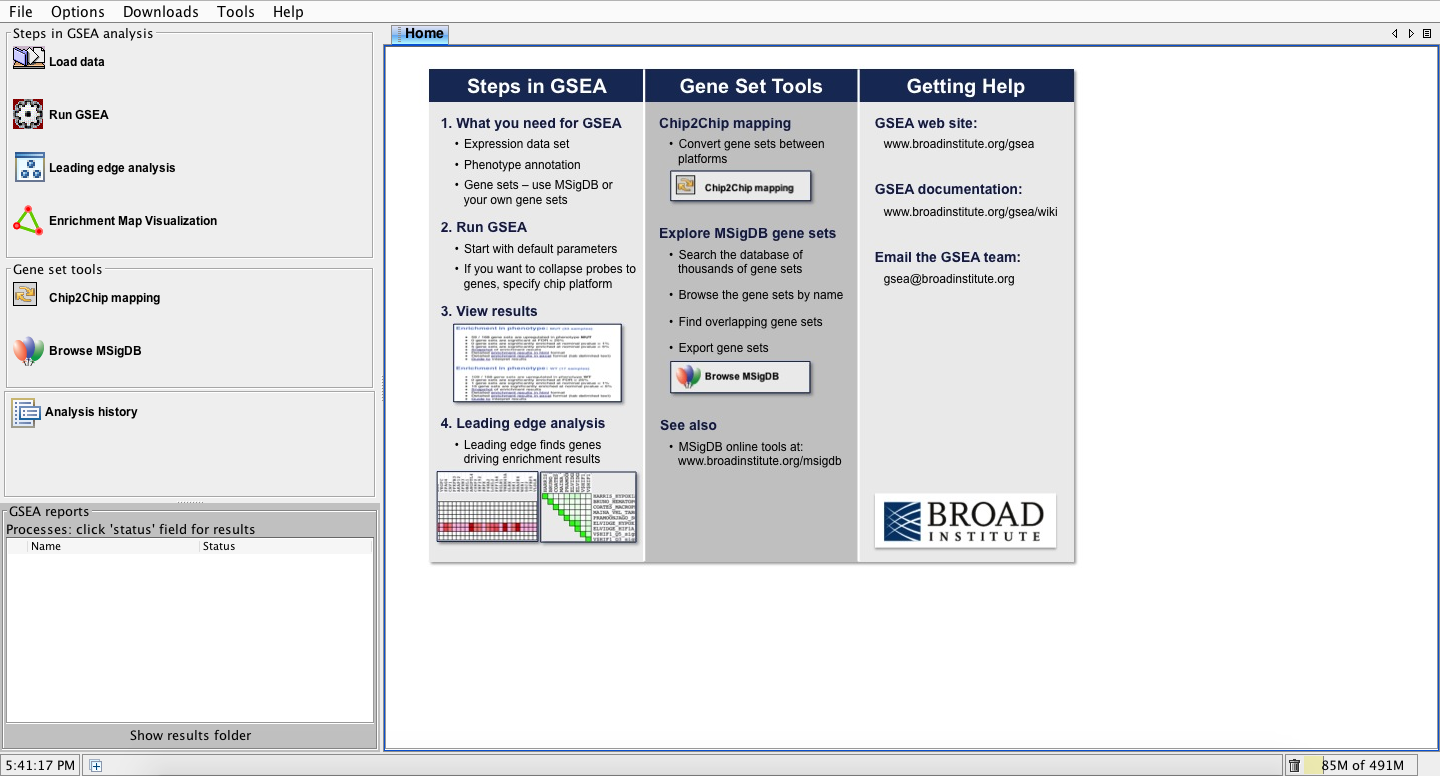 File Options Downloads Tools Help
Steps in GSEA analysis
Load data
Run GSEA
Leading edge analysis
Enrichment Map Visualization
Gene set tools
Chip2Chip mapping
Browse MSigDB
Analysis history
GSEA reports
Processes: click 'status' field for results
Name Status
Show results folder
5:41:17 PM
Home
Steps in GSEA
1. What you need for GSEA
• Expression data set
• Phenotype annotation
• Gene sets – use MSigDB or
your own gene sets
2. Run GSEA
• Start with default parameters
• If you want to collapse probes to
genes, specify chip platform
3. View results
Enrichment in phenotype:
Enrichment in phenotype:
4. Leading edge analysis
• Leading edge finds genes
driving enrichment results
Gene Set Tools
Chip2Chip mapping
• Convert gene sets between
platforms
Chip2Chip mapping
Explore MSigDB gene sets
• Search the database of
thousands of gene sets
• Browse the gene sets by name
• Find overlapping gene sets
• Export gene sets
Browse MSigDB
See also
• MSigDB online tools at:
www.broadinstitute.org/msigdb
Getting Help
GSEA web site:
www.broadinstitute.org/gsea
GSEA documentation:
www.broadinstitute.org/gsea/wiki
Email the GSEA team:
gsea@broadinstitute.org
BROAD
INSTITUTE
85M of 491M